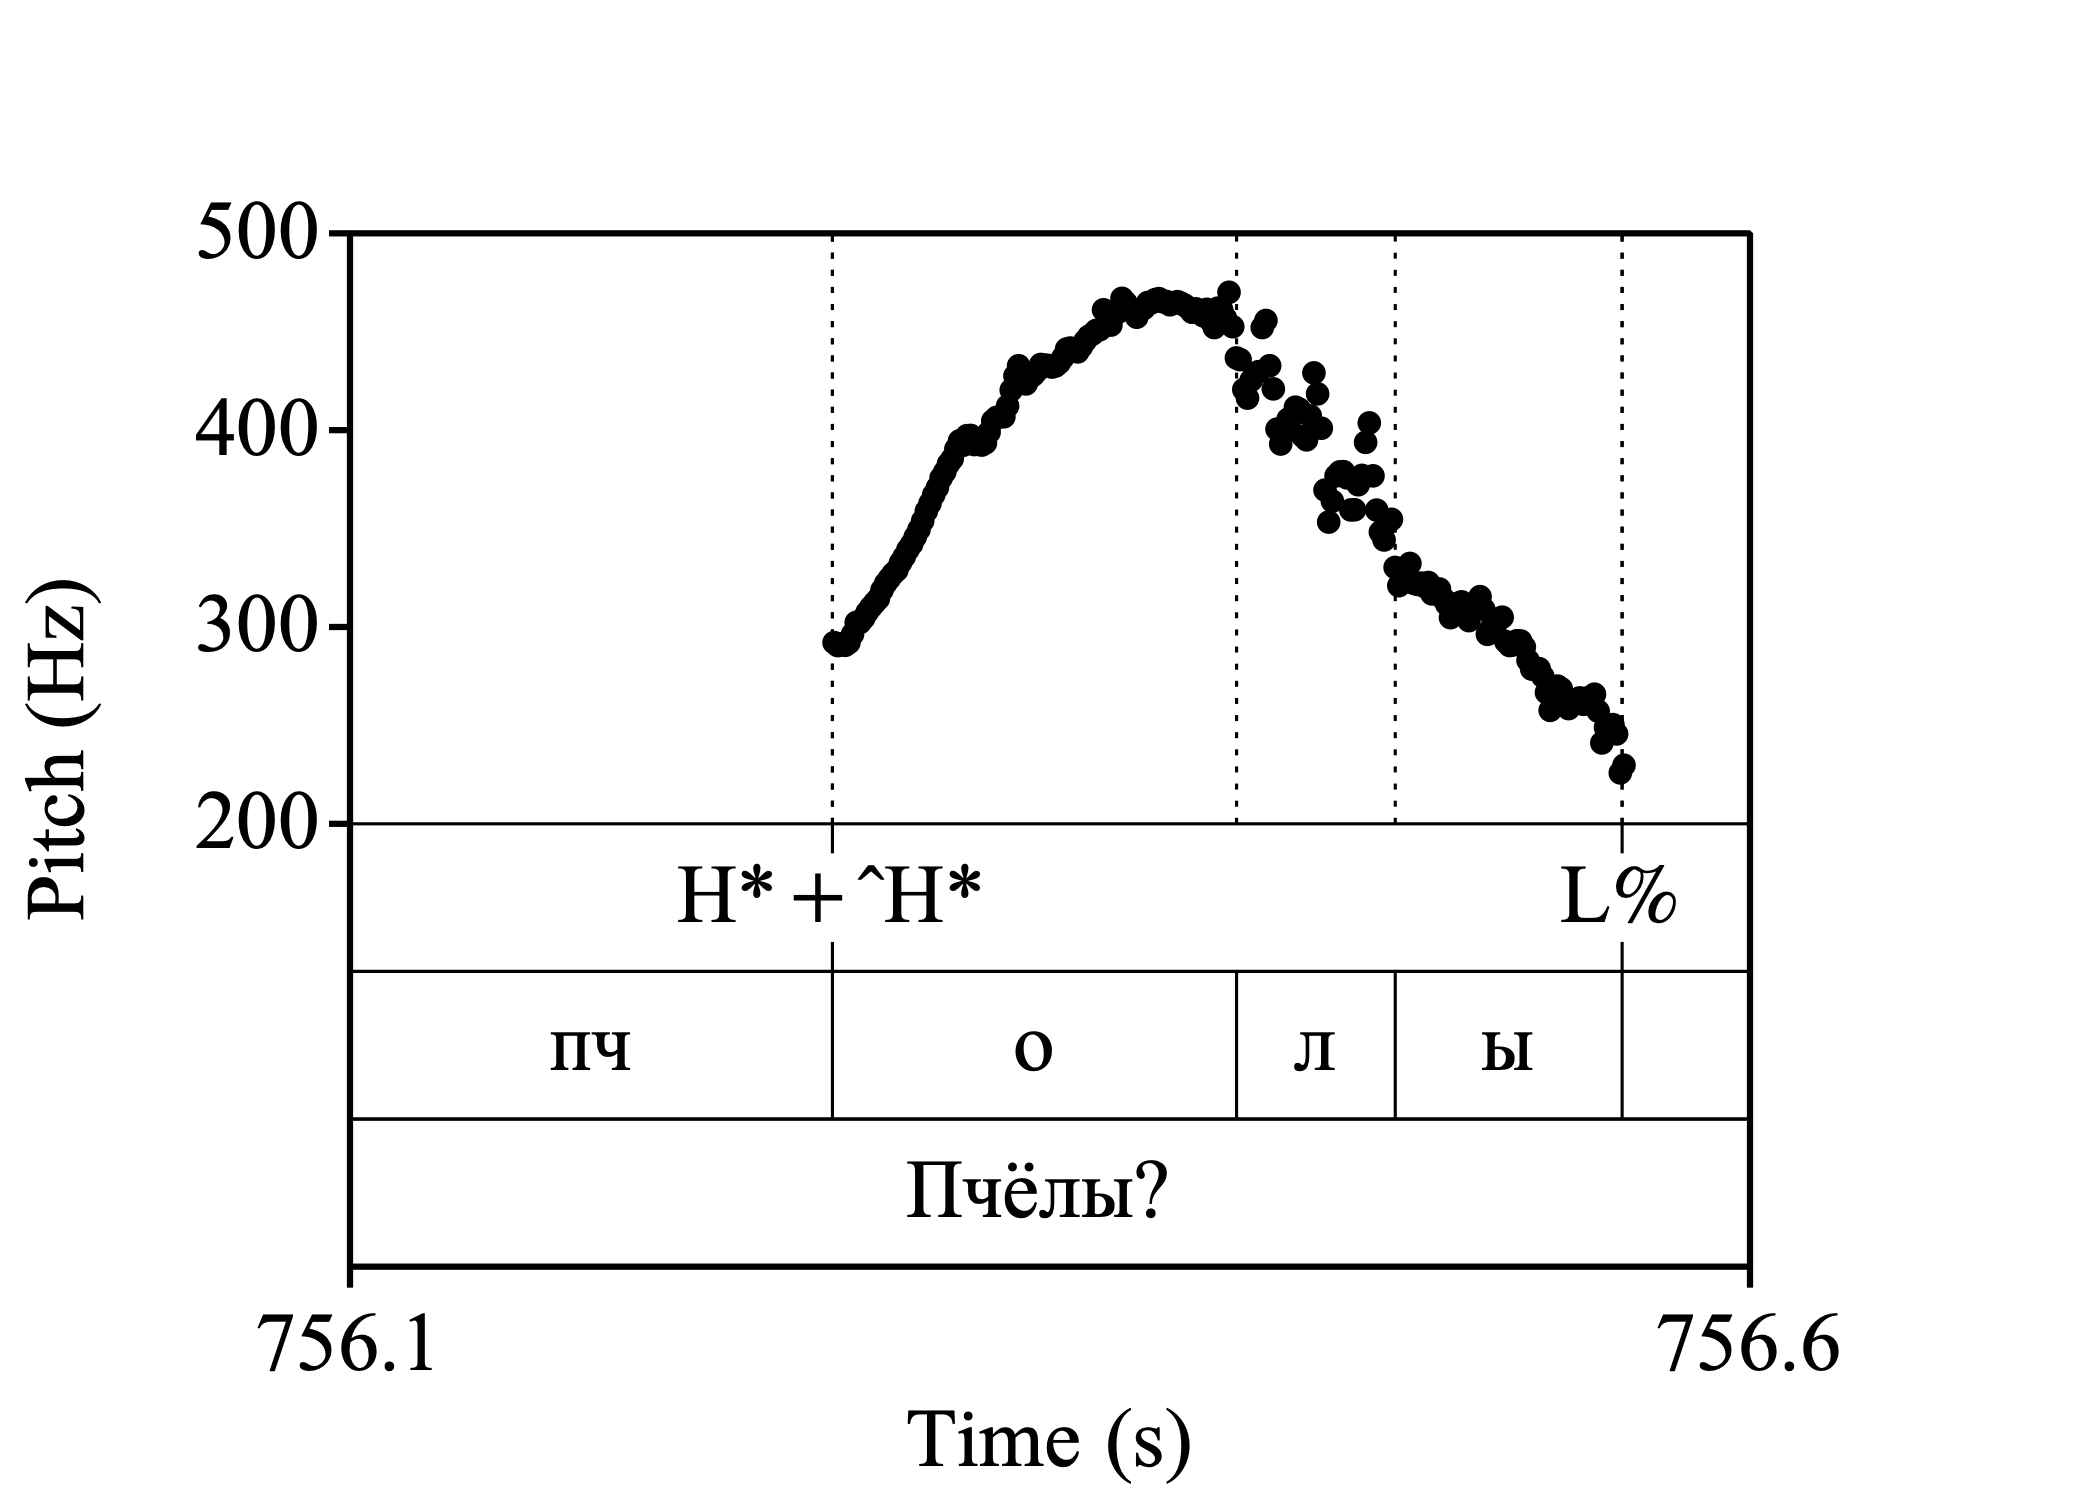 500
400
300
200
Pitch (Hz)
H* + ˆH* L%
пч о л ы
Пчёлы?
756.1 756.6
Time (s)